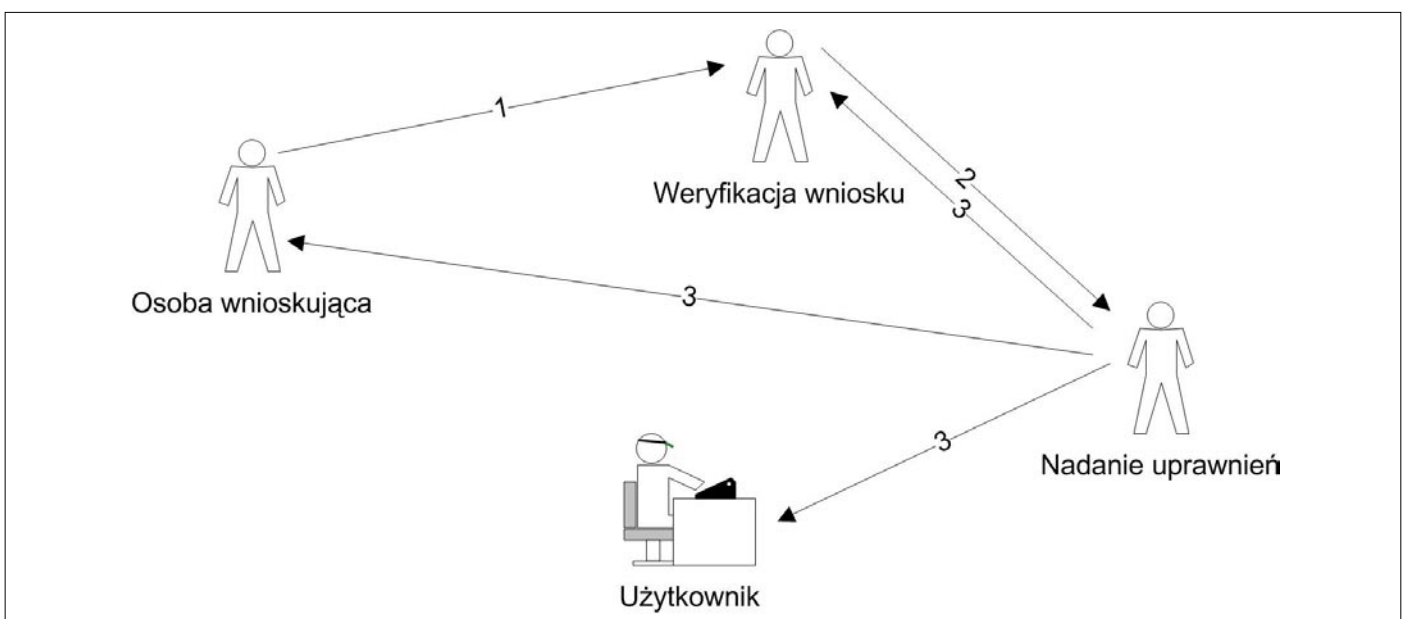 1
Weryfikacja wniosku
2
3
Osoba wnioskująca
3
3
Nadanie uprawnień
Użytkownik